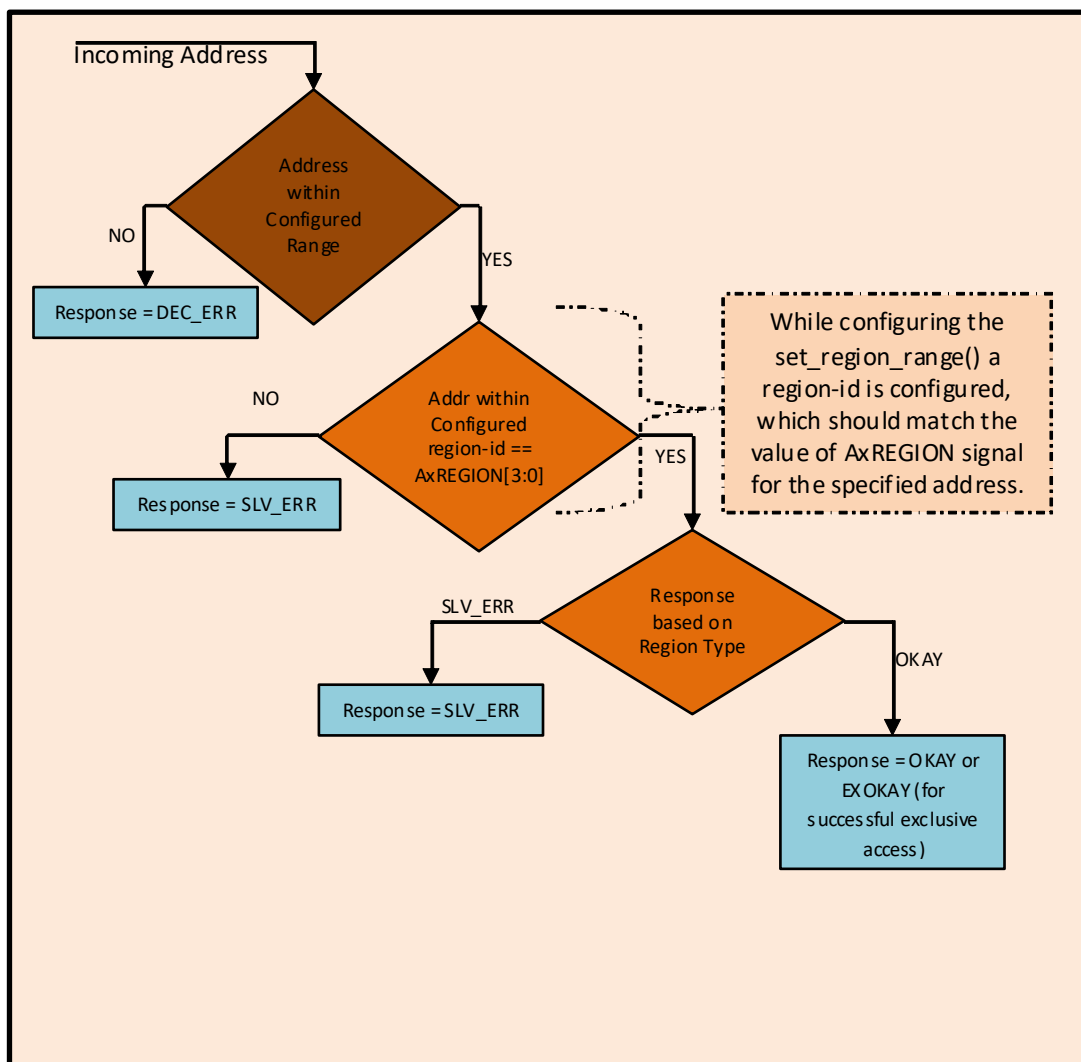 Incoming Address
Address
within
Configured
Range
NO
YES
Response = DEC_ERR
Addr within
Configured
region-id ==
AxREGION[3:0]
NO
YES
Response = SLV_ERR
While configuring the
set_region_range() a
region-id is configured,
which should match the
value of AxREGION signal
for the specified address.
Response
based on
Region Type
SLV_ERR
OKAY
Response = SLV_ERR
Response = OKAY or
EXOKAY (for
successful exclusive
access)